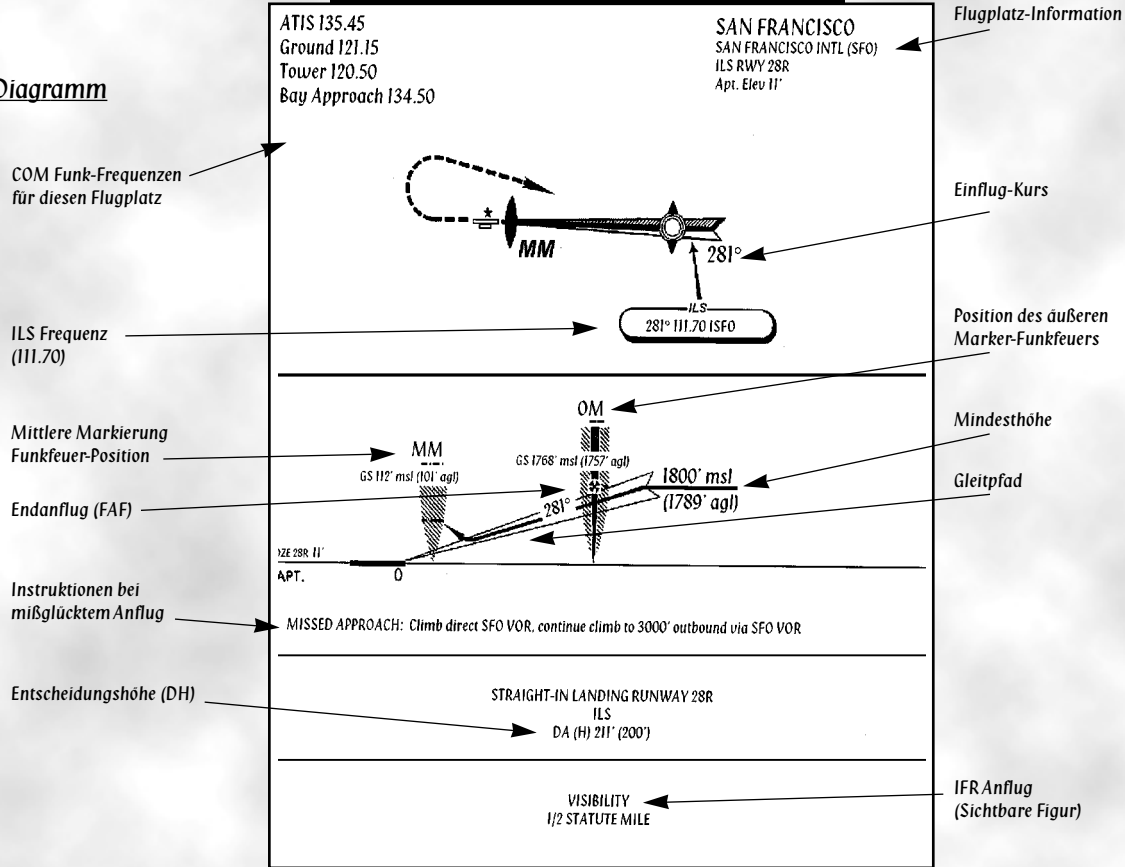 Diagramm
COM Funk-Frequenzen
für diesen Flugplatz
ILS Frequenz
(111.70)
Mittlere Markierung
Funkfeuer-Position
Endanflug (FAF)
Instruktionen bei
mißglücktem Anflug
Entscheidungshöhe (DH)
ATIS 135.45
Ground 121.15
Tower 120.50
Bay Approach 134.50
SAN FRANCISCO
SAN FRANCISCO INTL (SFO)
ILS RWY 28R
Apt. Elev 11'
MM
281°
ILS
281° 111.70 ISFO
OM
MM
GS 1768' msl (1757' agl)
GS 112' msl (101' agl)
1800' msl
(1789' agl)
281°
DZE 28R 11'
APT.
0
MISSED APPROACH: Climb direct SFO VOR, continue climb to 3000' outbound via SFO VOR
STRAIGHT-IN LANDING RUNWAY 28R
ILS
DA (H) 211' (200')
VISIBILITY
1/2 STATUTE MILE
Flugplatz-Information
Einflug-Kurs
Position des äußeren
Marker-Funkfeuers
Mindesthöhe
Gleitpfad
IFR Anflug
(Sichtbare Figur)